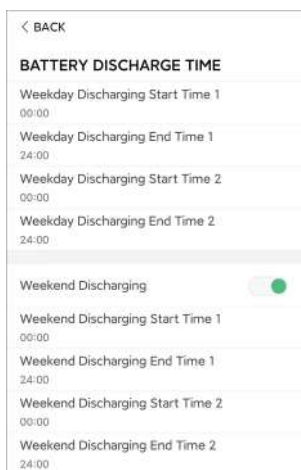 < BACK
BATTERY DISCHARGE TIME
Weekday Discharging Start Time 1
00:00
Weekday Discharging End Time 1
24:00
Weekday Discharging Start Time 2
00:00
Weekday Discharging End Time 2
24:00
Weekend Discharging
Weekend Discharging Start Time 1
00:00
Weekend Discharging End Time 1
24:00
Weekend Discharging Start Time 2
00:00
Weekend Discharging End Time 2
24:00